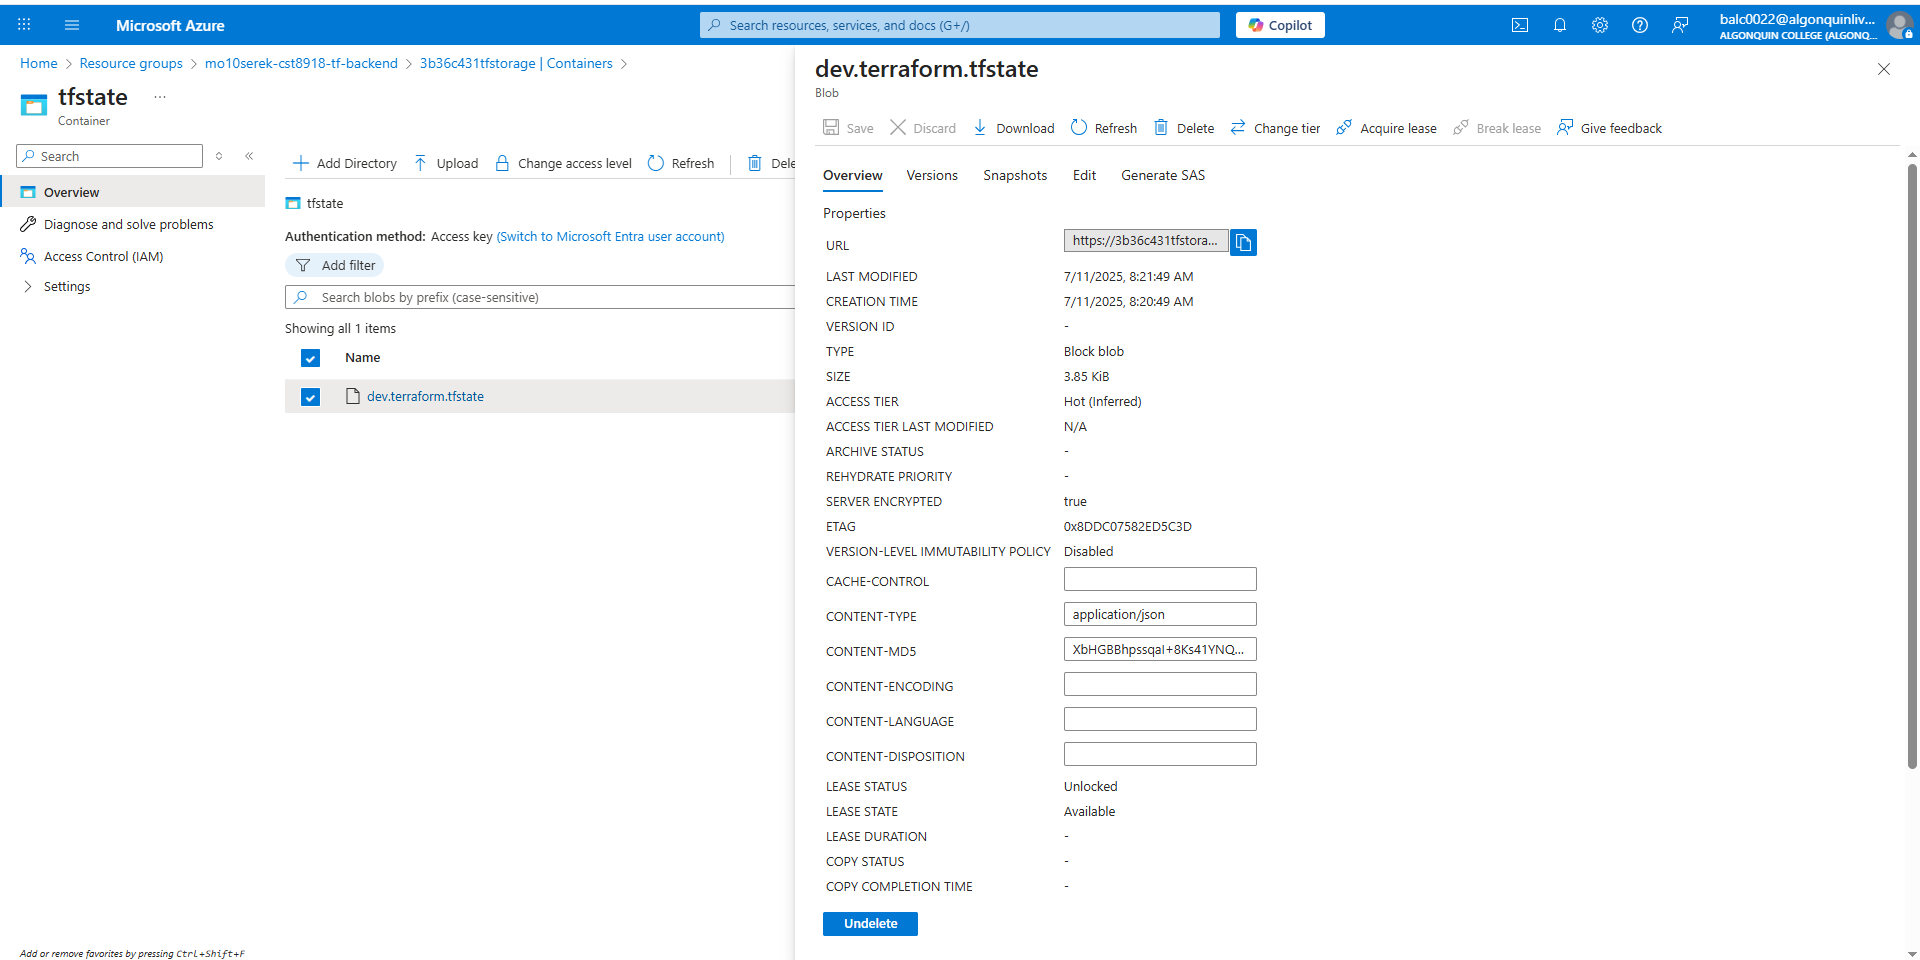 Microsoft Azure
Search resources, services, and docs (G+/)
Copilot
balc0022@algonquinliv...
ALGONQUIN COLLEGE (ALGONQ...
Home > Resource groups > mo10serek-cst8918-tf-backend > 3b36c431tfstorage | Containers >
tfstate
...
Container
Search
Overview
Diagnose and solve problems
Access Control (IAM)
Settings
Add or remove favorites by pressing Ctrl+Shift+F
Add Directory Upload Change access level Refresh Dele
tfstate
Authentication method: Access key (Switch to Microsoft Entra user account)
Add filter
Search blobs by prefix (case-sensitive)
Showing all 1 items
Name
dev.terraform.tfstate
dev.terraform.tfstate
Blob
Save Discard Download Refresh Delete Change tier Acquire lease Break lease Give feedback
Overview Versions Snapshots Edit Generate SAS
Properties
URL https://3b36c431tfstora...
LAST MODIFIED 7/11/2025, 8:21:49 AM
CREATION TIME 7/11/2025, 8:20:49 AM
VERSION ID -
TYPE Block blob
SIZE 3.85 KiB
ACCESS TIER Hot (Inferred)
ACCESS TIER LAST MODIFIED N/A
ARCHIVE STATUS -
REHYDRATE PRIORITY -
SERVER ENCRYPTED true
ETAG 0x8DDC07582ED5C3D
VERSION-LEVEL IMMUTABILITY POLICY Disabled
CACHE-CONTROL
CONTENT-TYPE application/json
CONTENT-MD5 XbHGBBhpssqaI+8Ks41YNQ...
CONTENT-ENCODING
CONTENT-LANGUAGE
CONTENT-DISPOSITION
LEASE STATUS Unlocked
LEASE STATE Available
LEASE DURATION -
COPY STATUS -
COPY COMPLETION TIME -
Undelete